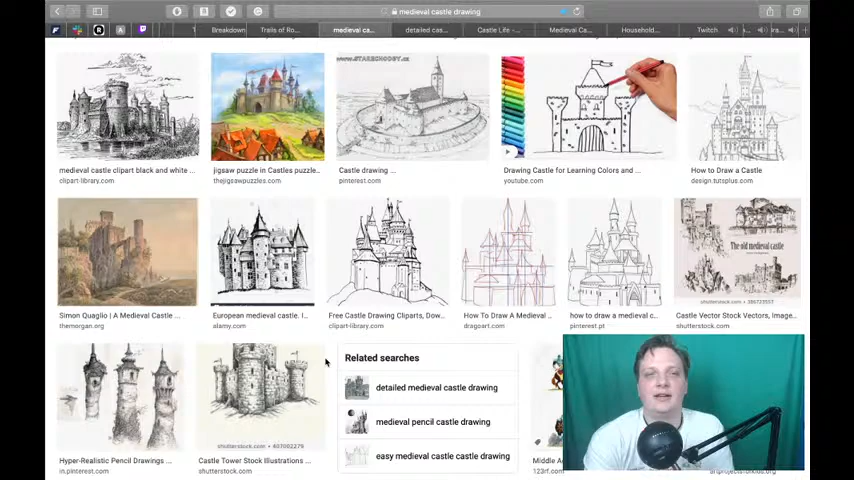 medieval castle drawing
Breakdown
Trails of Ro...
medieval ca...
detailed cas...
Castle Life -...
Medieval Ca...
Household...
Twitch
medieval castle clipart black and white ...
clipart-library.com
jigsaw puzzle in Castles puzzle...
thejigsawpuzzles.com
Castle drawing ...
pinterest.com
Drawing Castle for Learning Colors and ...
youtube.com
How to Draw a Castle
design.tutsplus.com
The old medieval castle
Simon Quaglio | A Medieval Castle ...
themorgan.org
European medieval castle. I...
alamy.com
Free Castle Drawing Cliparts, Dow...
clipart-library.com
How To Draw A Medieval ...
dragoart.com
how to draw a medieval c...
pinterest.pt
Castle Vector Stock Vectors, Image...
shutterstock.com
Related searches
detailed medieval castle drawing
medieval pencil castle drawing
easy medieval castle castle drawing
shutterstock.com • 407002279
Hyper-Realistic Pencil Drawings ...
in.pinterest.com
Castle Tower Stock Illustrations ...
shutterstock.com
Middle A
123rf.c